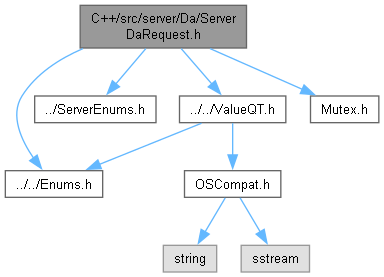 C++/src/server/Da/Server
DaRequest.h
../ServerEnums.h
../../ValueQT.h
Mutex.h
../../Enums.h
OSCompat.h
string
sstream